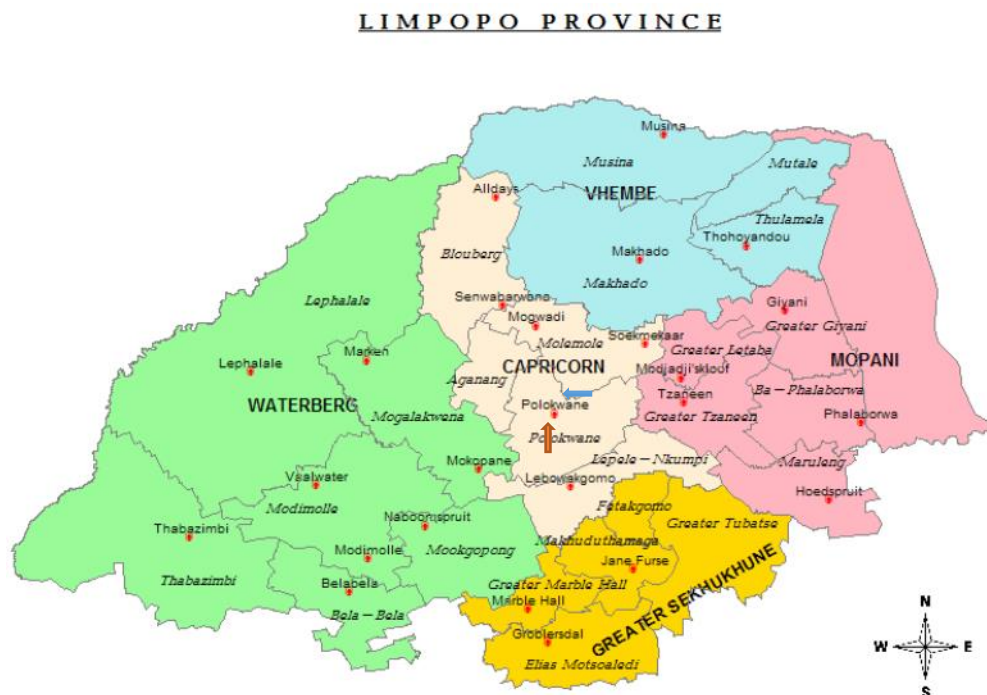 LIMPOPO PROVINCE
Musina
Musina
Mutale
Alldays
VHEMBE
Thulamela
Thohoyandou
Blouberg
Makhado
Makhado
Lephalale
Senwabarwana
Giyani
Mogwadi
Greater Giyani
Molemole
Soekmekaar
Greater Letaba
Marken
CAPRICORN
MOPANI
Lephalale
Aganang
Modjadji'sklouf
Tzaneen
Ba-Phalaborwa
WATERBERG
Polokwane
Mogalakwena
Greater Tzaneen
Phalaborwa
Polokwane
Lepele-Nkumpi
Maruleng
Mokopane
Vaalwater
Lebowakgomo
Hoedspruit
Modimolle
Fetakgomo
Greater Tubatse
Thabazimbi
Naboomspruit
Makhuduthamaga
Modimolle
Mookgopong
Jane Furse
Thabazimbi
Belabela
Greater Marble Hall
Marble Hall
Bela-Bela
GREATER SEKHUKHUNE
Groblersdal
Elias Motsoaledi
N
W E
S